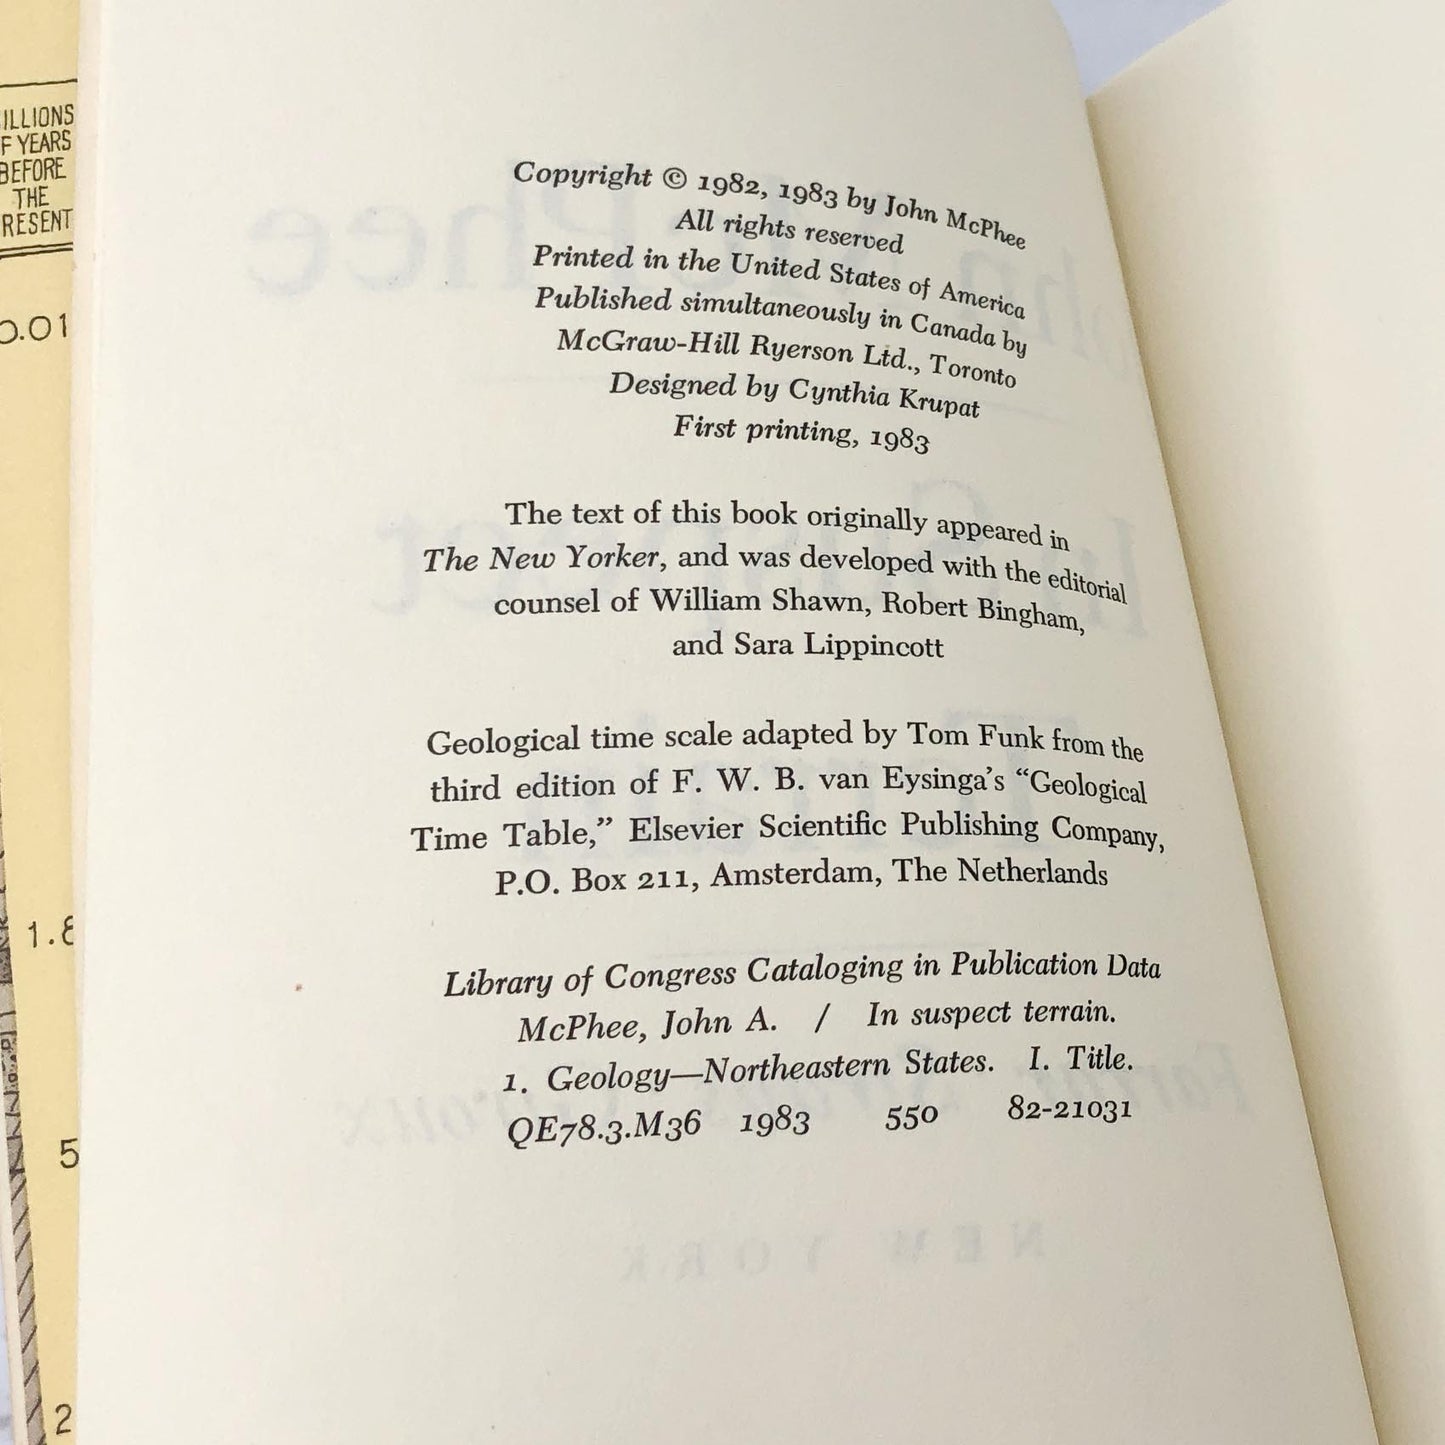 ILLIONS
F YEARS
BEFORE
THE
RESENT
0.01
1.8
5
2
Copyright © 1982, 1983 by John McPhee
All rights reserved
Printed in the United States of America
Published simultaneously in Canada by
McGraw-Hill Ryerson Ltd., Toronto
Designed by Cynthia Krupat
First printing, 1983
The text of this book originally appeared in
The New Yorker, and was developed with the editorial
counsel of William Shawn, Robert Bingham,
and Sara Lippincott
Geological time scale adapted by Tom Funk from the
third edition of F. W. B. van Eysinga's “Geological
Time Table,” Elsevier Scientific Publishing Company,
P.O. Box 211, Amsterdam, The Netherlands
Library of Congress Cataloging in Publication Data
McPhee, John A. / In suspect terrain.
1. Geology—Northeastern States. I. Title.
QE78.3.M36 1983 550 82-21031